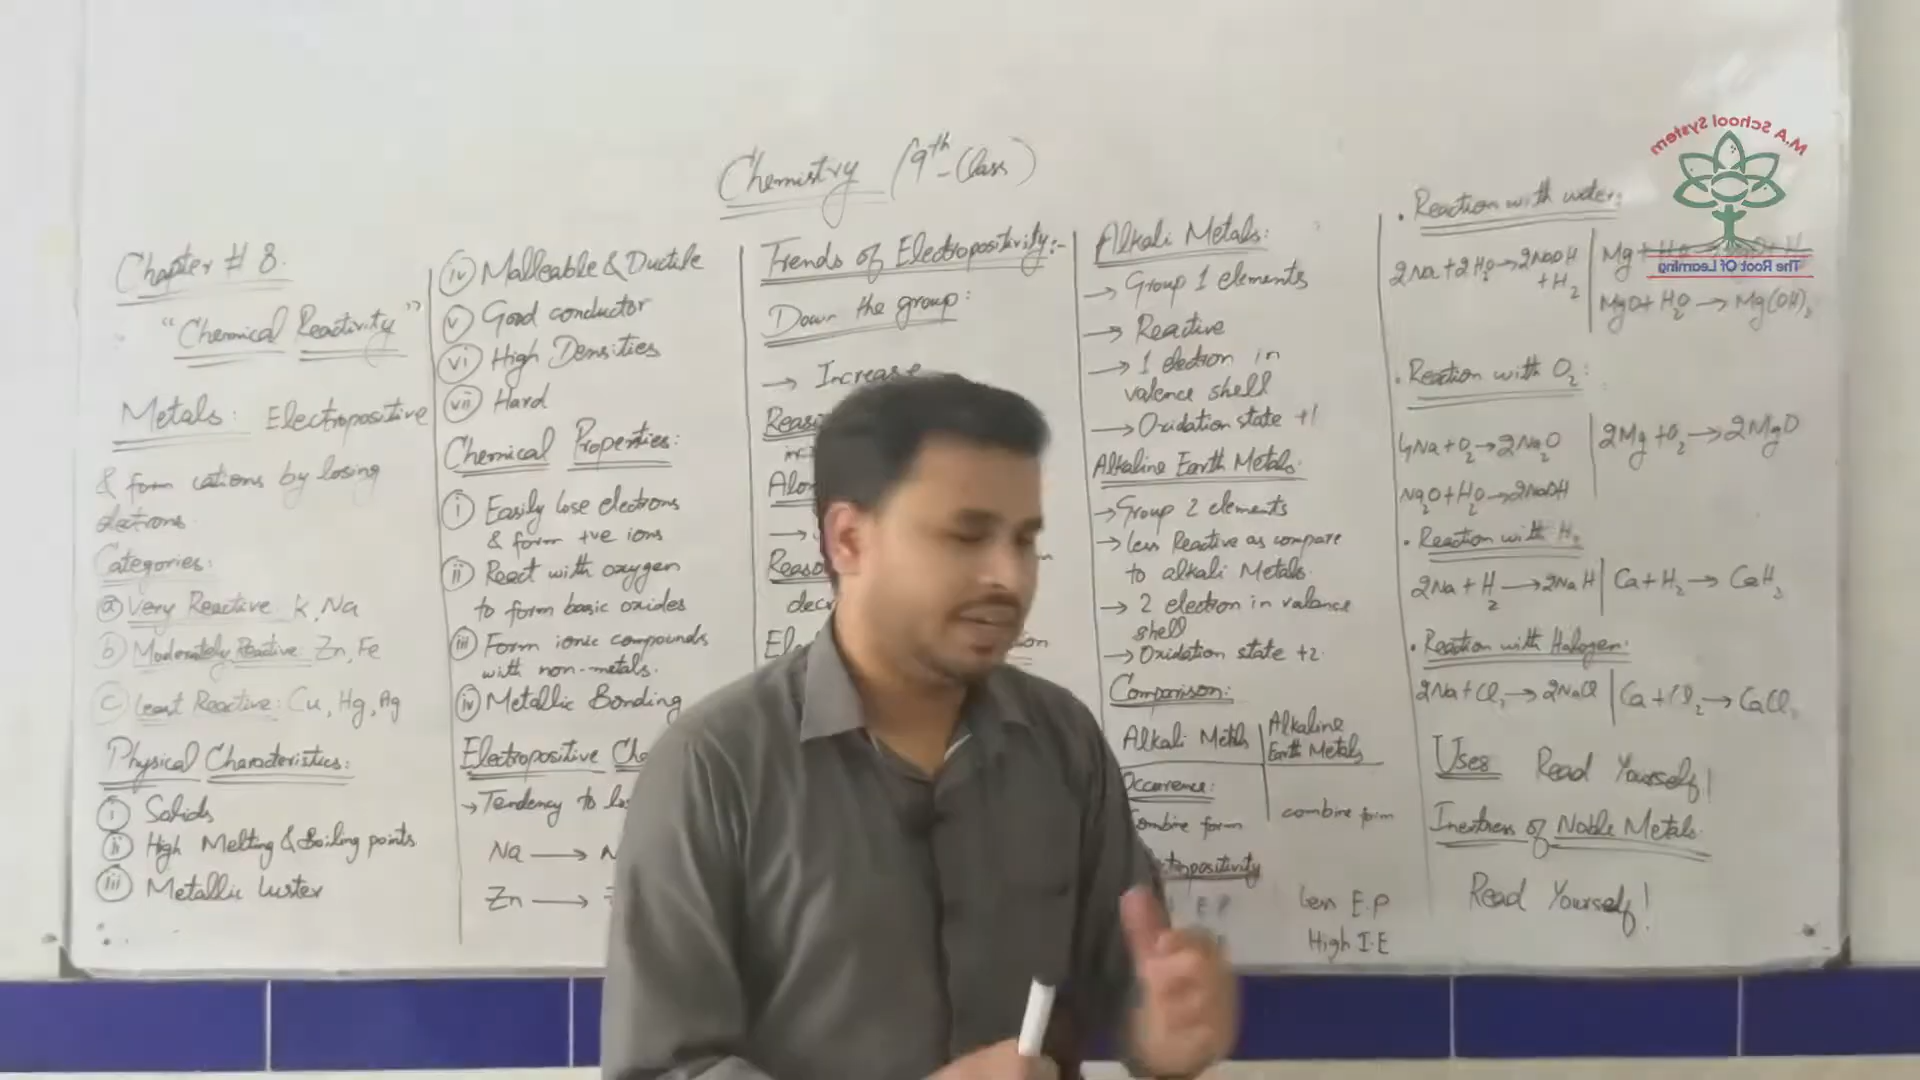 Chemistry (9th-Class)
Chapter # 8.
"Chemical Reactivity"
Metals: Electropositive
& form cations by losing
electrons.
Categories:
a) Very Reactive K, Na
b) Moderately Reactive: Zn, Fe
c) Least Reactive: Cu, Hg, Ag
Physical Characteristics:
i) Solids
ii) High Melting & Boiling points.
iii) Metallic Luster
iv) Malleable & Ductile
v) Good conductor
vi) High Densities
vii) Hard
Chemical Properties:
i) Easily lose electrons
& form +ve ions
ii) React with oxygen
to form basic oxides
iii) Form ionic compounds
with non-metals.
iv) Metallic Bonding
Electropositive
→ Tendency to
Na →
Zn →
Trends of Electropositivity:-
Down the group:
→ Increase
Alkali Metals:
→ Group 1 elements
→ Reactive
→ 1 electron in
valence shell
→ Oxidation state +1
Alkaline Earth Metals:
→ Group 2 elements
→ less Reactive as compare
to alkali Metals.
→ 2 electron in valance
shell
→ Oxidation state +2.
Comparison:
Alkali Metals | Alkaline
Earth Metals
Occurence:
combine form
combine form
E.P Less E.P
High I.E
. Reaction with water:
2Na + 2H₂O → 2NaOH
+ H₂
MgO + H₂O → Mg(OH)₂
. Reaction with O₂:
4Na + O₂ → 2Na₂O | 2Mg + O₂ → 2MgO
Na₂O + H₂O → 2NaOH
. Reaction with H₂
2Na + H₂ → 2NaH | Ca + H₂ → CaH₂
. Reaction with Halogen:
2Na + Cl₂ → 2NaCl | Ca + Cl₂ → CaCl₂
Uses Read Yourself!
Inertness of Noble Metals.
Read Yourself!
M.A School System
The Root Of Learning